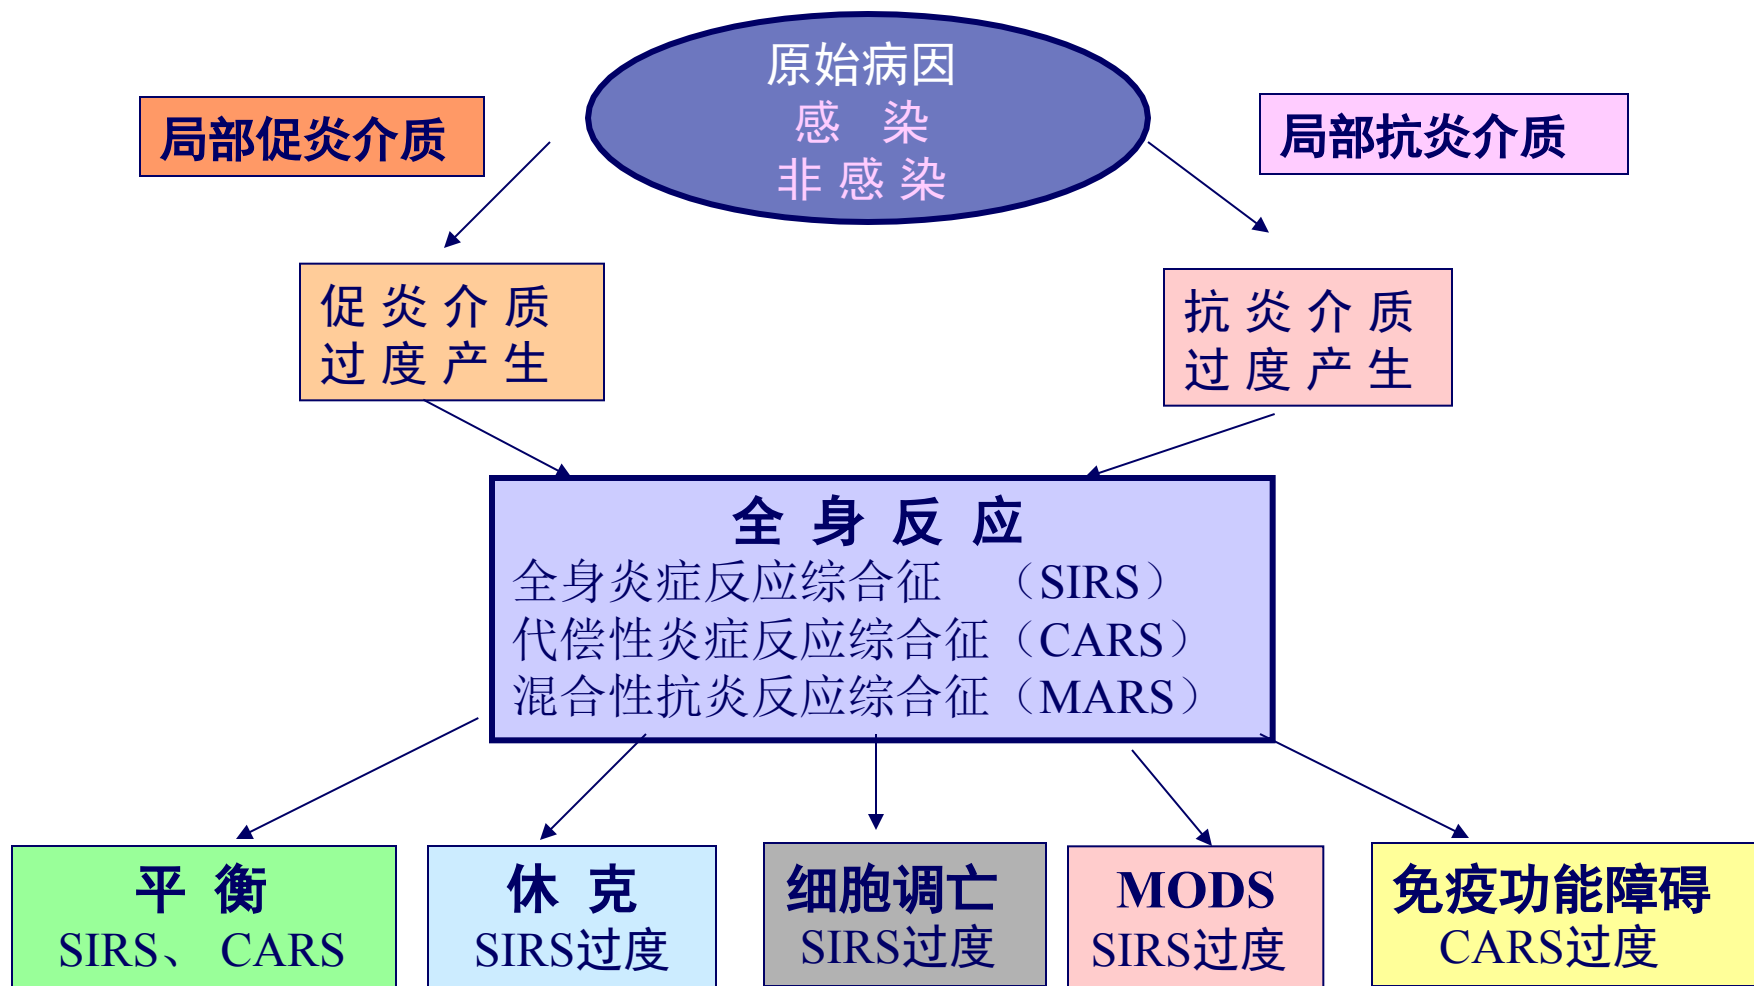 原始病因
感 染
非 感 染
局部促炎介质
局部抗炎介质
促 炎 介 质
过 度 产 生
抗 炎 介 质
过 度 产 生
全 身 反 应
全身炎症反应综合征 （SIRS）
代偿性炎症反应综合征（CARS）
混合性抗炎反应综合征（MARS）
平 衡
SIRS、 CARS
休 克
SIRS过度
细胞调亡
SIRS过度
MODS
SIRS过度
免疫功能障碍
CARS过度